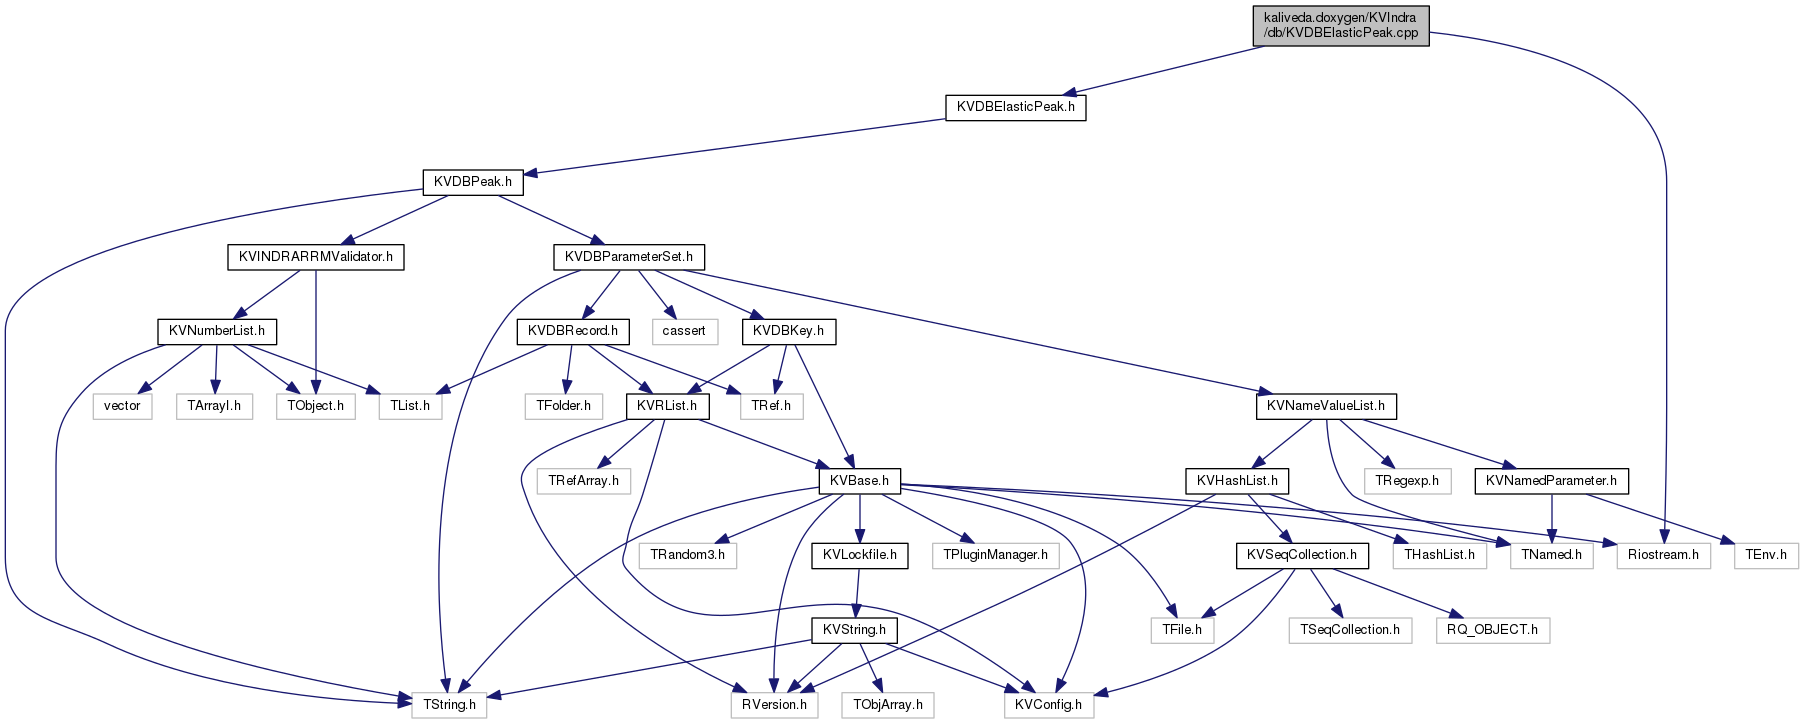 kaliveda.doxygen/KVIndra
/db/KVDBElasticPeak.cpp
KVDBElasticPeak.h
KVDBPeak.h
KVINDRARRMValidator.h
KVDBParameterSet.h
KVNumberList.h
KVDBRecord.h
cassert
KVDBKey.h
vector
TArrayI.h
TObject.h
TList.h
TFolder.h
KVRList.h
TRef.h
KVNameValueList.h
TRefArray.h
KVBase.h
KVHashList.h
TRegexp.h
KVNamedParameter.h
TRandom3.h
KVLockfile.h
TPluginManager.h
KVSeqCollection.h
THashList.h
TNamed.h
Riostream.h
TEnv.h
KVString.h
TFile.h
TSeqCollection.h
RQ_OBJECT.h
TString.h
RVersion.h
TObjArray.h
KVConfig.h